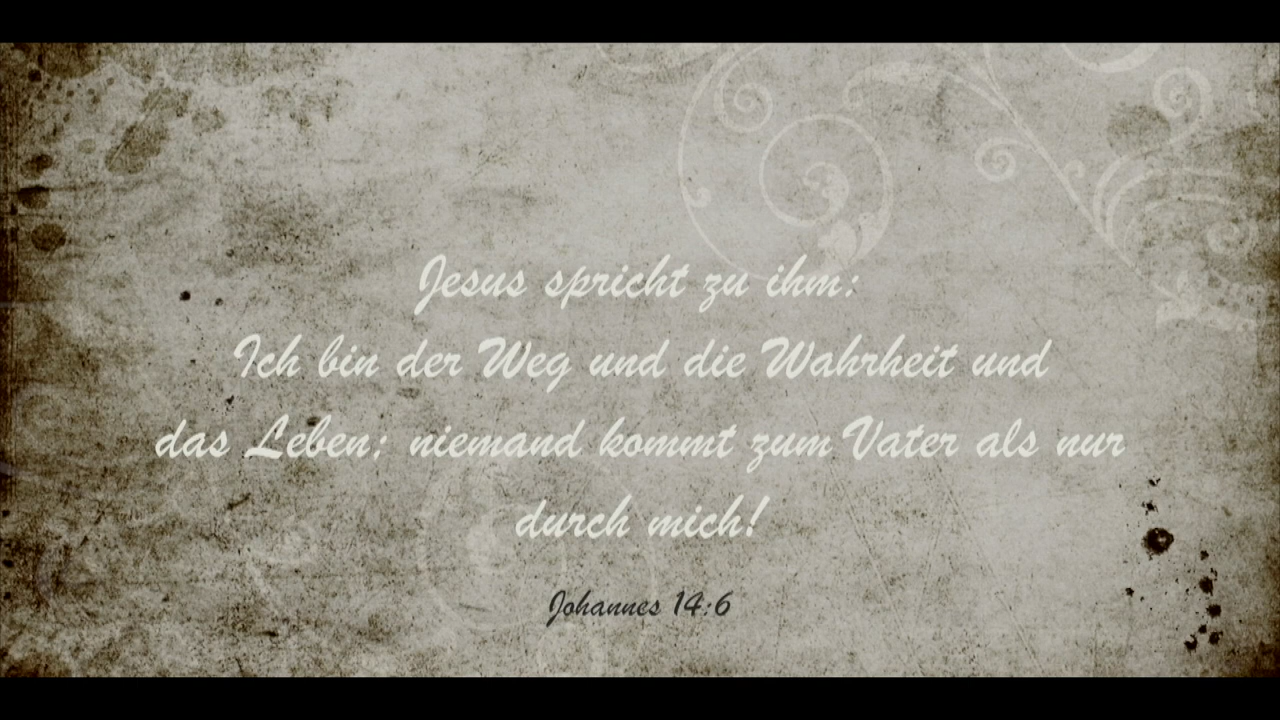 Jesus spricht zu ihm:
Ich bin der Weg und die Wahrheit und
das Leben; niemand kommt zum Vater als nur
durch mich!
Johannes 14:6